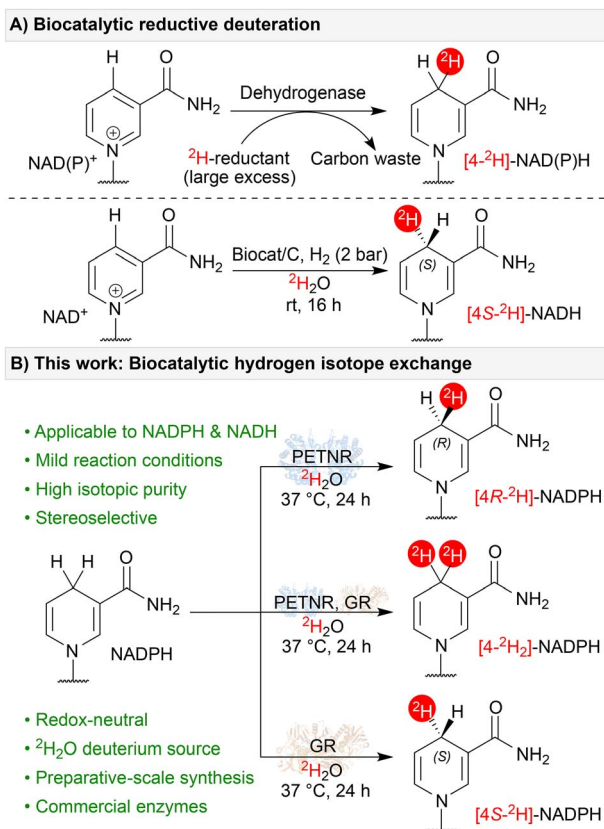 A) Biocatalytic reductive deuteration
H
O
NH₂
N
+
NAD(P)⁺
Dehydrogenase
²H-reductant
(large excess)
Carbon waste
H
²H
O
NH₂
N
[4-²H]-NAD(P)H
H
O
NH₂
N
+
NAD⁺
Biocat/C, H₂ (2 bar)
²H₂O
rt, 16 h
²H
H
O
(S)
NH₂
N
[4S-²H]-NADH
B) This work: Biocatalytic hydrogen isotope exchange
• Applicable to NADPH & NADH
• Mild reaction conditions
• High isotopic purity
• Stereoselective
H H
O
NH₂
N
NADPH
• Redox-neutral
• ²H₂O deuterium source
• Preparative-scale synthesis
• Commercial enzymes
PETNR
²H₂O
37 °C, 24 h
H
²H
O
(R)
NH₂
N
[4R-²H]-NADPH
PETNR, GR
²H₂O
37 °C, 24 h
²H ²H
O
NH₂
N
[4-²H₂]-NADPH
GR
²H₂O
37 °C, 24 h
²H
H
O
(S)
NH₂
N
[4S-²H]-NADPH